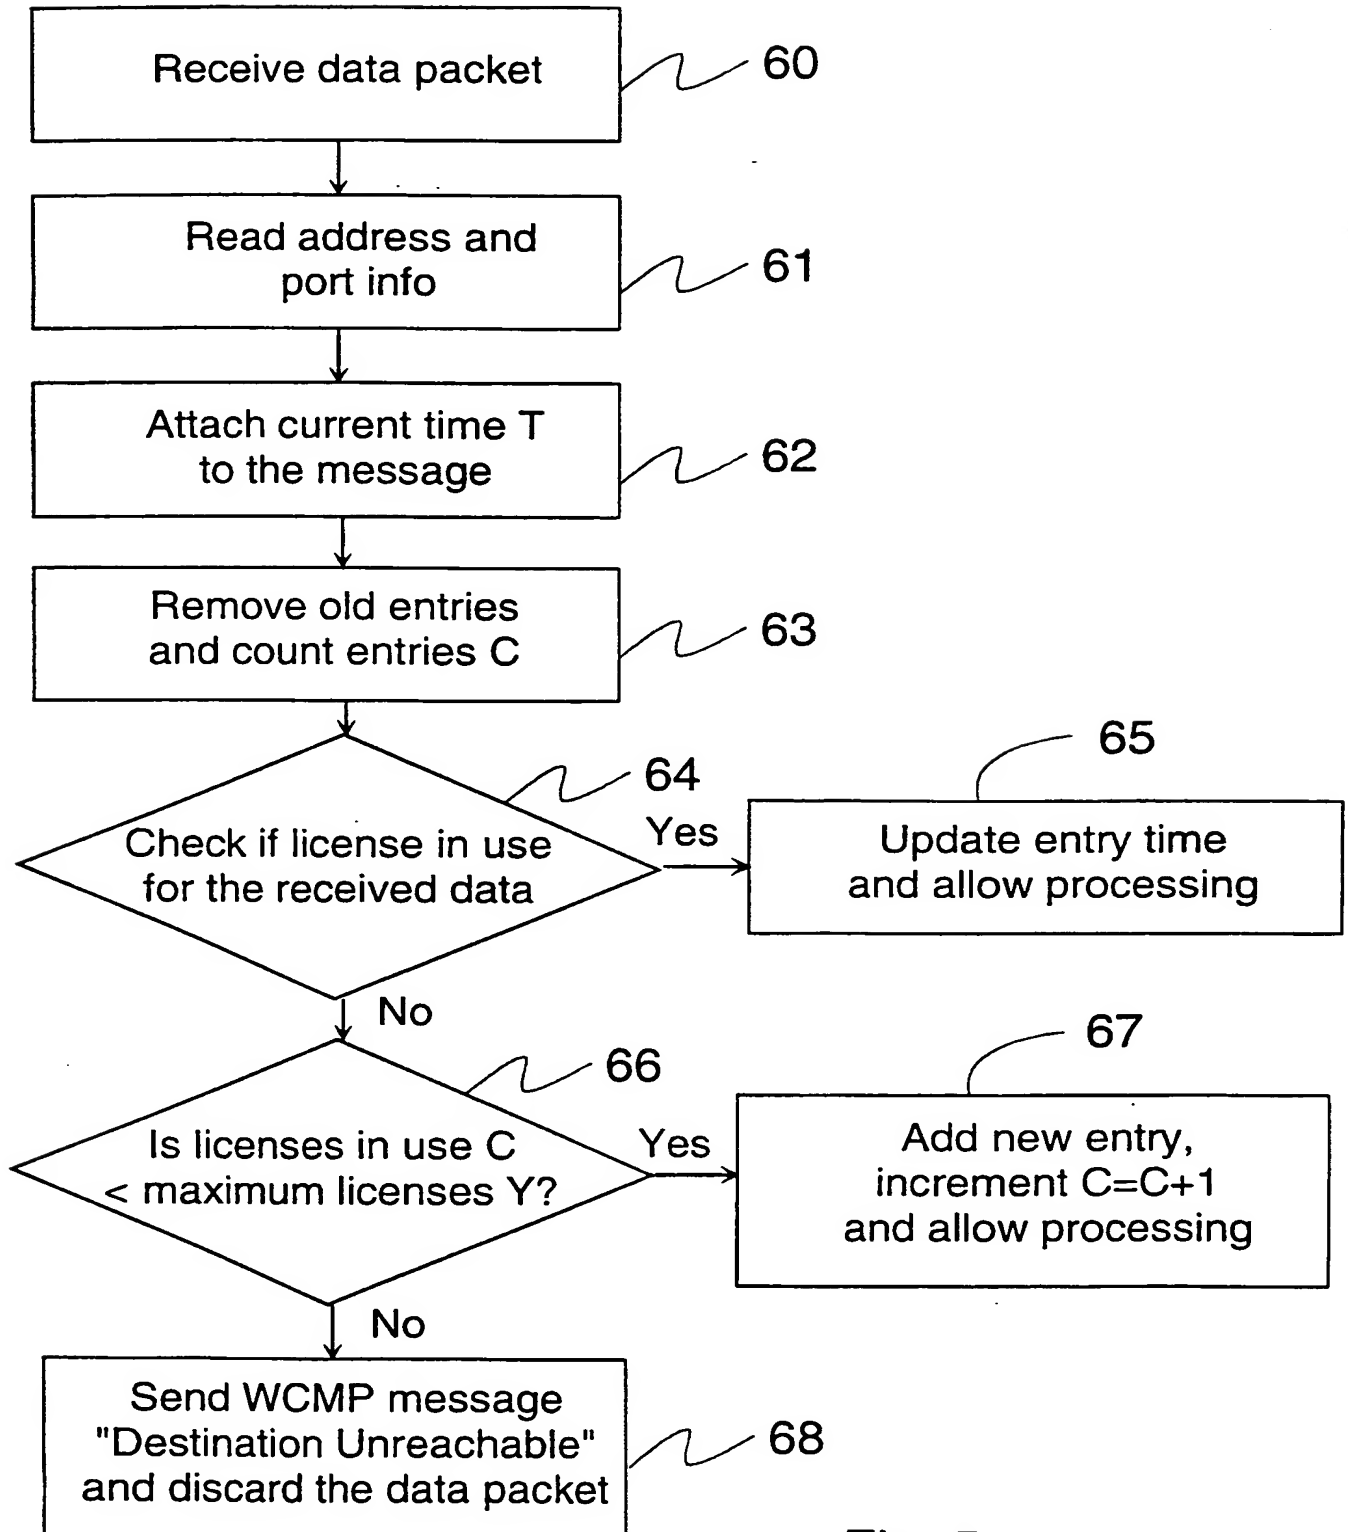 Receive data packet
60
Read address and
port info
61
Attach current time T
to the message
62
Remove old entries
and count entries C
63
64
65
Check if license in use
for the received data
Yes
Update entry time
and allow processing
No
66
67
Is licenses in use C
< maximum licenses Y?
Yes
Add new entry,
increment C=C+1
and allow processing
No
Send WCMP message
"Destination Unreachable"
and discard the data packet
68